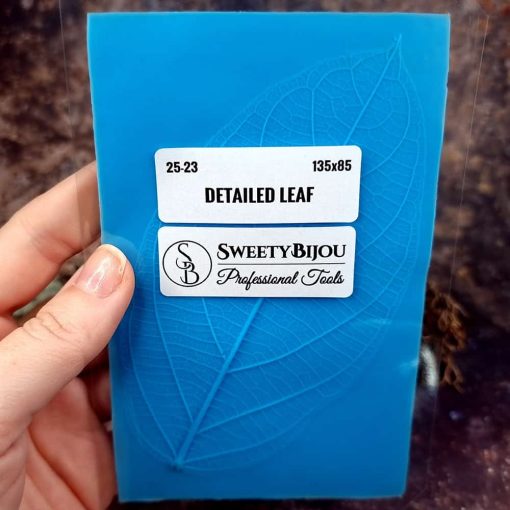 25-23 135x85
DETAILED LEAF
SB SWEETYBIJOU
Professional Tools